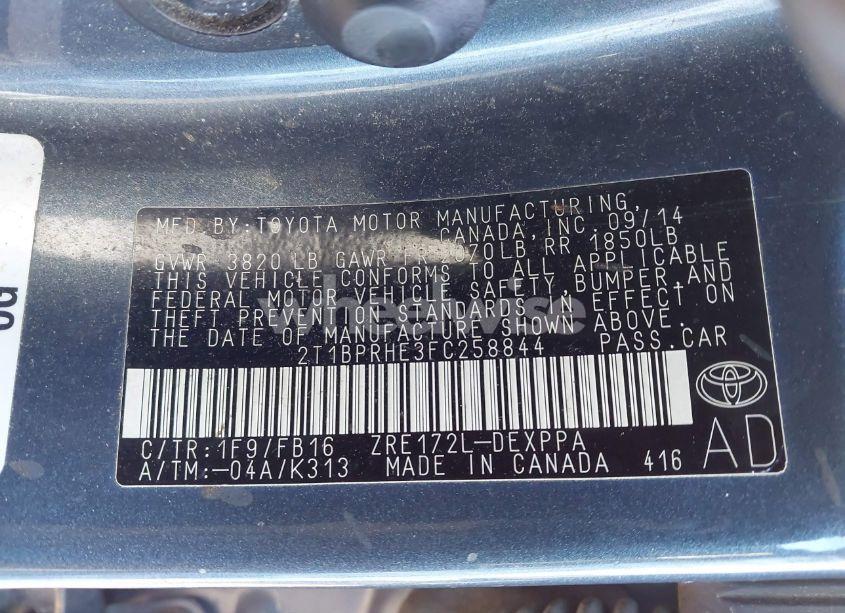 MFD BY:TOYOTA MOTOR MANUFACTURING,
CANADA INC. 09/14
GVWR 3820 LB GAWR FR 2070LB RR 1850LB
THIS VEHICLE CONFORMS TO ALL APPLICABLE
FEDERAL MOTOR VEHICLE SAFETY, BUMPER,AND
THEFT PREVENTION STANDARDS IN EFFECT ON
THE DATE OF MANUFACTURE SHOWN ABOVE.
2T1BPRHE3FC258844 PASS.CAR
C/TR:1F9/FB16 ZRE172L-DEXPPA
A/TM:-04A/K313 MADE IN CANADA 416
AD
wheelwise